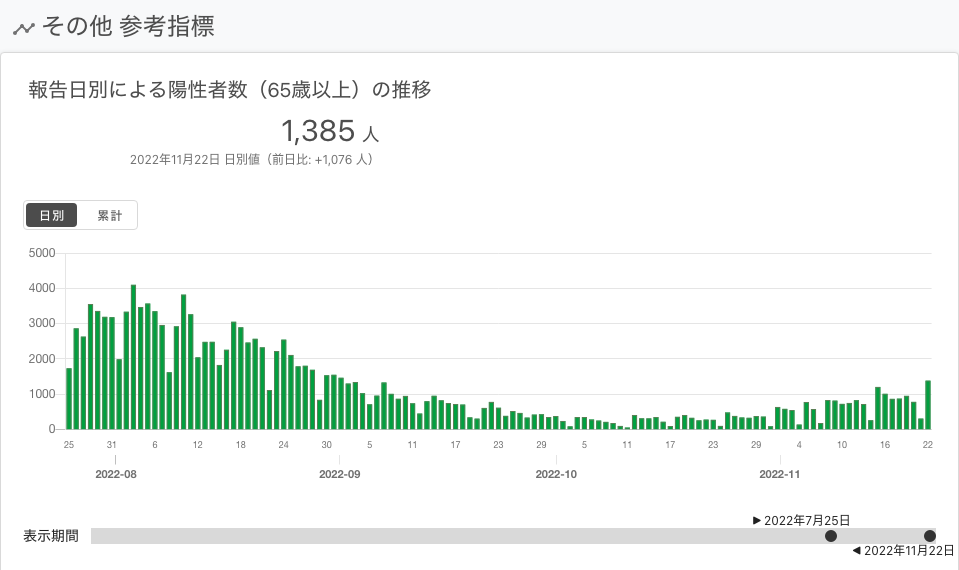 その他 参考指標
報告日別による陽性者数（65歳以上）の推移
1,385 人
2022年11月22日 日別値（前日比: +1,076 人）
日別 累計
5000
4000
3000
2000
1000
0
25 31 6 12 18 24 30 5 11 17 23 29 5 11 17 23 29 4 10 16 22
2022-08 2022-09 2022-10 2022-11
▶ 2022年7月25日
表示期間
◀ 2022年11月22日